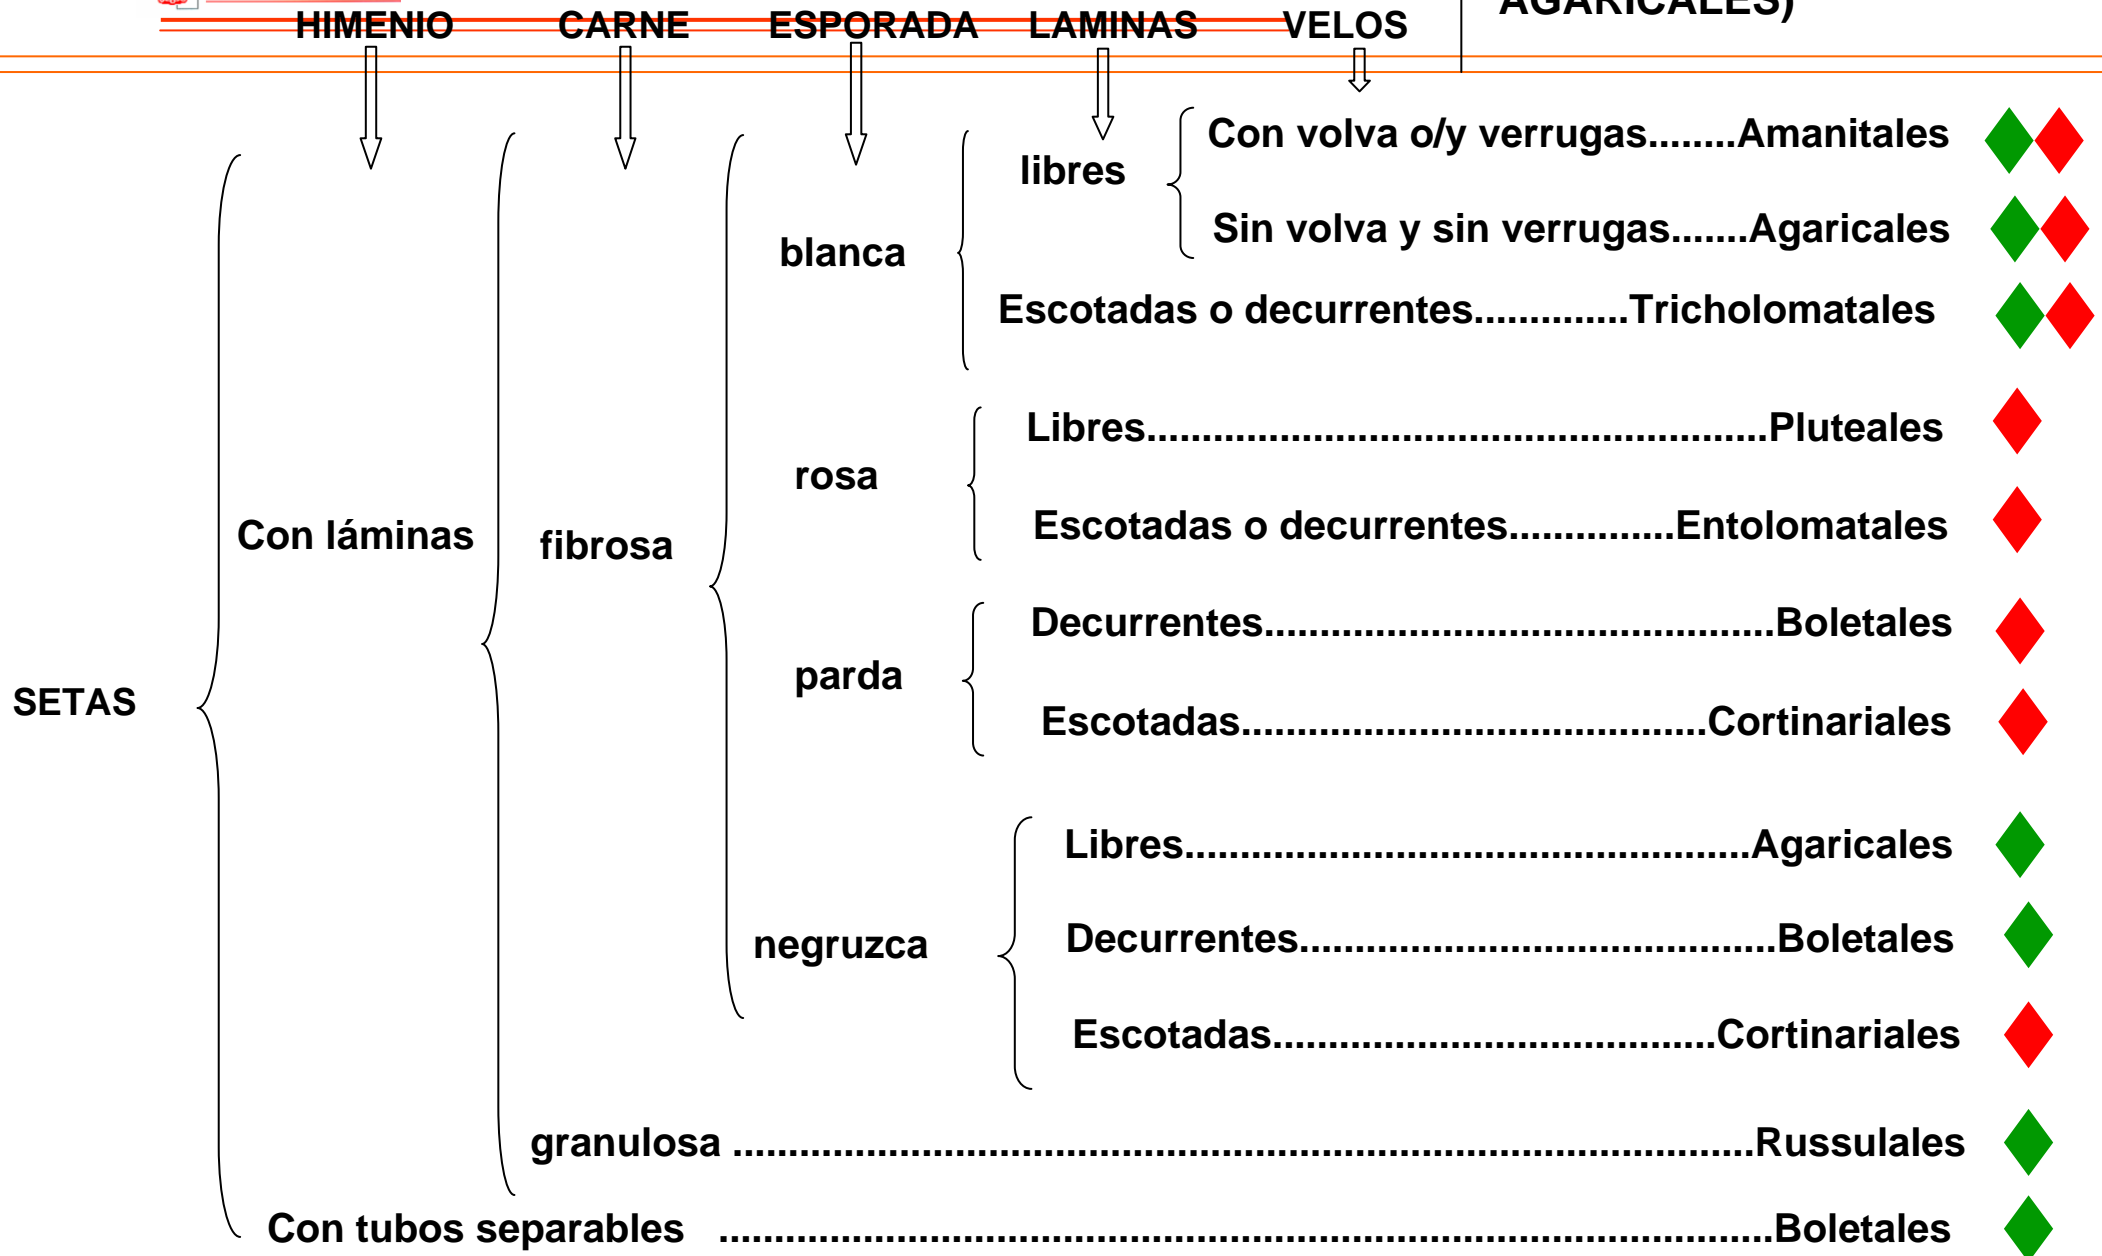 AGARICALES)
HIMENIO CARNE ESPORADA LAMINAS VELOS
Con volva o/y verrugas........Amanitales
libres
Sin volva y sin verrugas.......Agaricales
blanca
Escotadas o decurrentes..............Tricholomatales
Libres........................................................Pluteales
rosa
Escotadas o decurrentes...............Entolomatales
Con láminas
fibrosa
Decurrentes..............................................Boletales
parda
SETAS
Escotadas..........................................Cortinariales
Libres...................................................Agaricales
negruzca
Decurrentes...........................................Boletales
Escotadas........................................Cortinariales
granulosa ............................................................................................Russulales
Con tubos separables ...............................................................................................Boletales